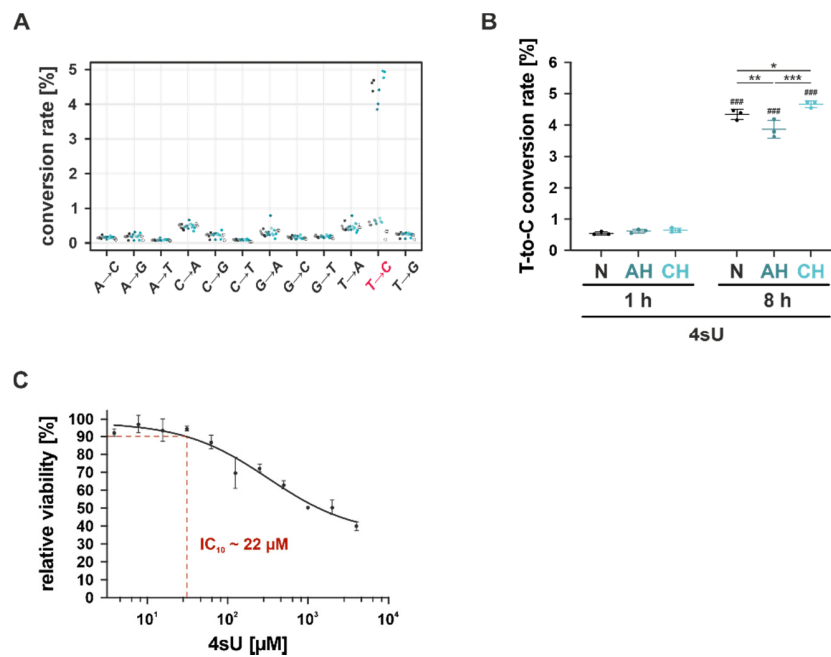 A
conversion rate [%]
5
4
3
2
1
0
A→C
A→G
A→T
C→A
C→G
C→T
G→A
G→C
G→T
T→A
T→C
T→G
B
T-to-C conversion rate [%]
6
5
4
3
2
1
0
*
** ***
### ### ###
N AH CH N AH CH
1 h 8 h
4sU
C
relative viability [%]
100
90
80
70
60
50
40
30
20
10
0
IC₁₀ ~ 22 µM
10¹ 10² 10³ 10⁴
4sU [µM]